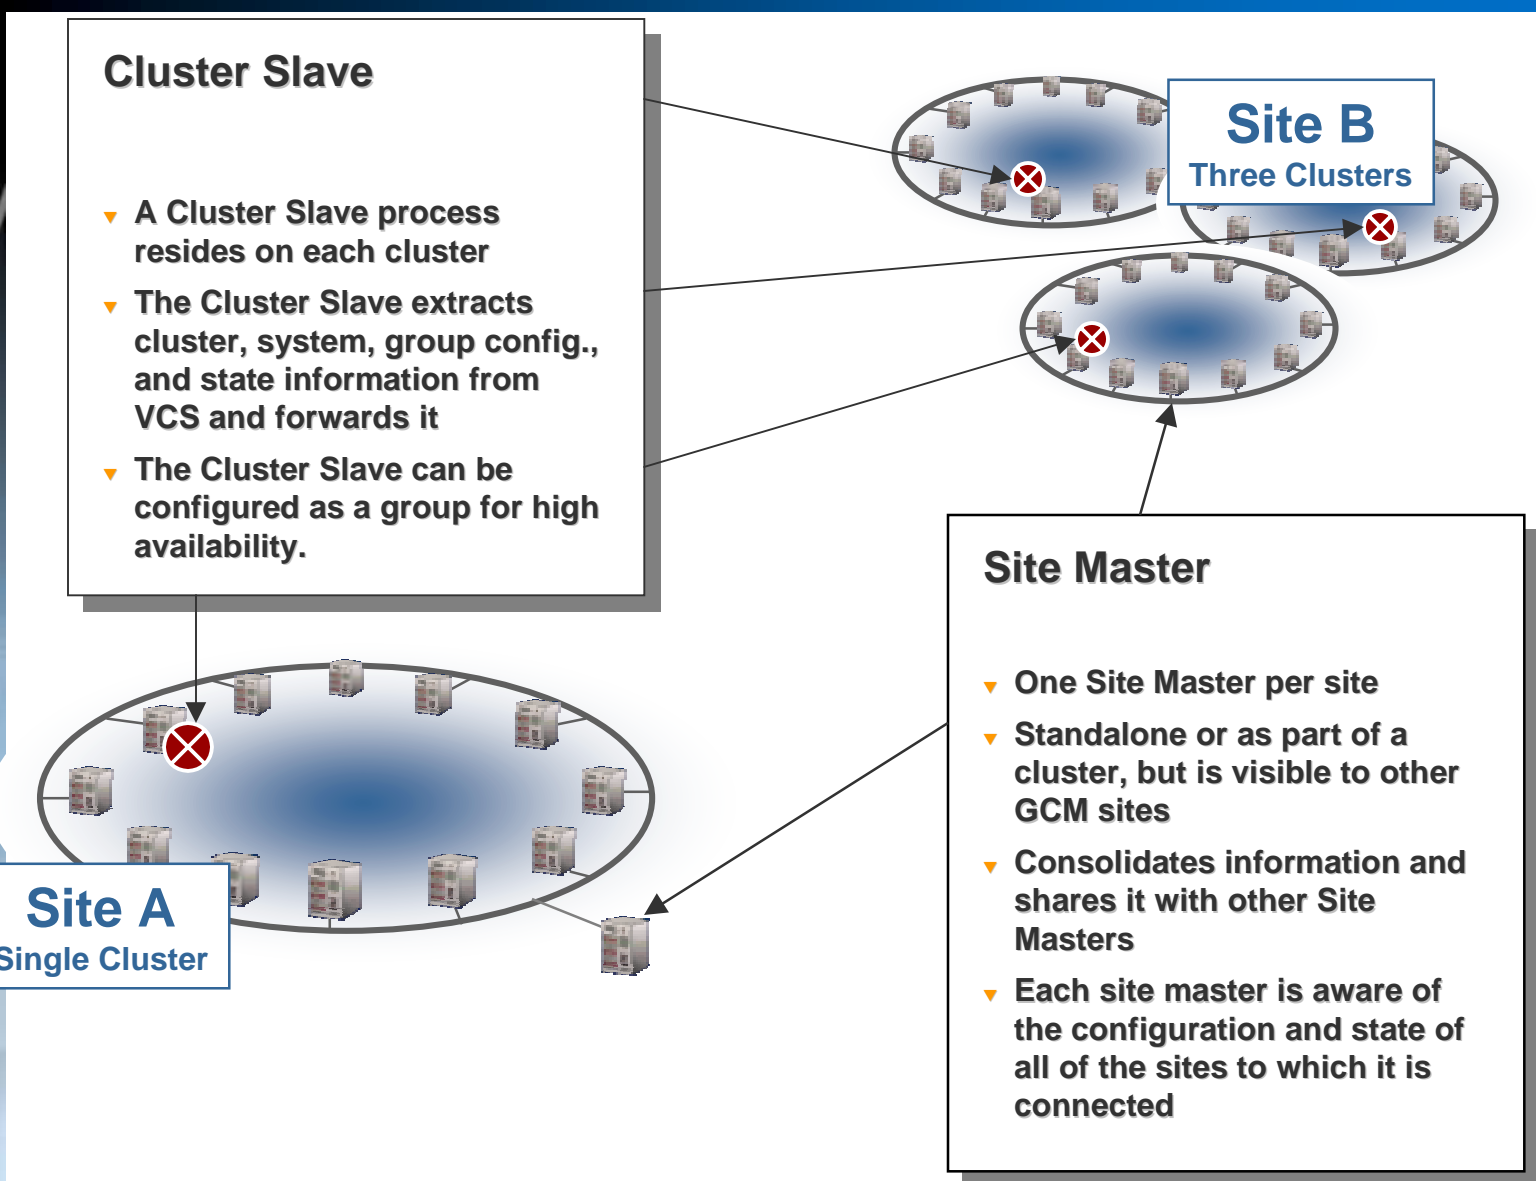 Cluster Slave
A Cluster Slave process
resides on each cluster
The Cluster Slave extracts
cluster, system, group config.,
and state information from
VCS and forwards it
The Cluster Slave can be
configured as a group for high
availability.
Site B
Three Clusters
Site A
Single Cluster
Site Master
One Site Master per site
Standalone or as part of a
cluster, but is visible to other
GCM sites
Consolidates information and
shares it with other Site
Masters
Each site master is aware of
the configuration and state of
all of the sites to which it is
connected